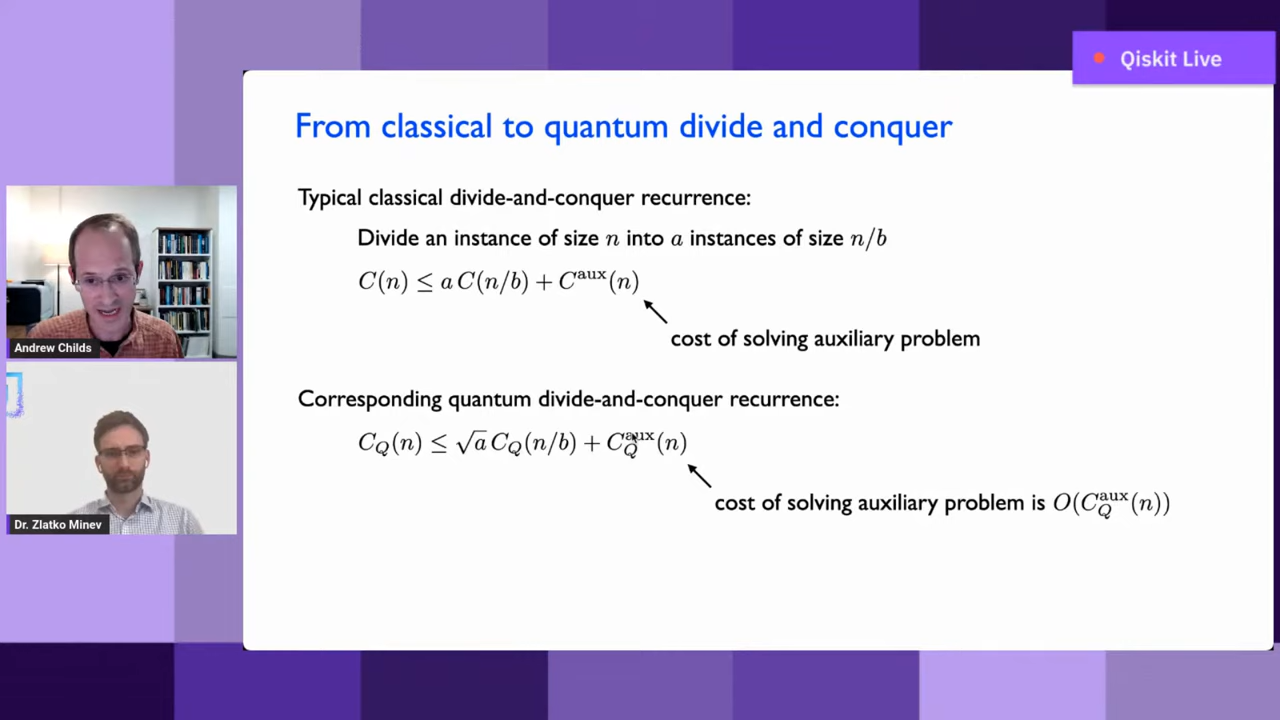 Qiskit Live
From classical to quantum divide and conquer
Typical classical divide-and-conquer recurrence:
Divide an instance of size n into a instances of size n/b
C(n) ≤ a C(n/b) + C^aux(n)
cost of solving auxiliary problem
Andrew Childs
Corresponding quantum divide-and-conquer recurrence:
C_Q(n) ≤ √a C_Q(n/b) + C_Q^aux(n)
cost of solving auxiliary problem is O(C_Q^aux(n))
Dr. Zlatko Minev